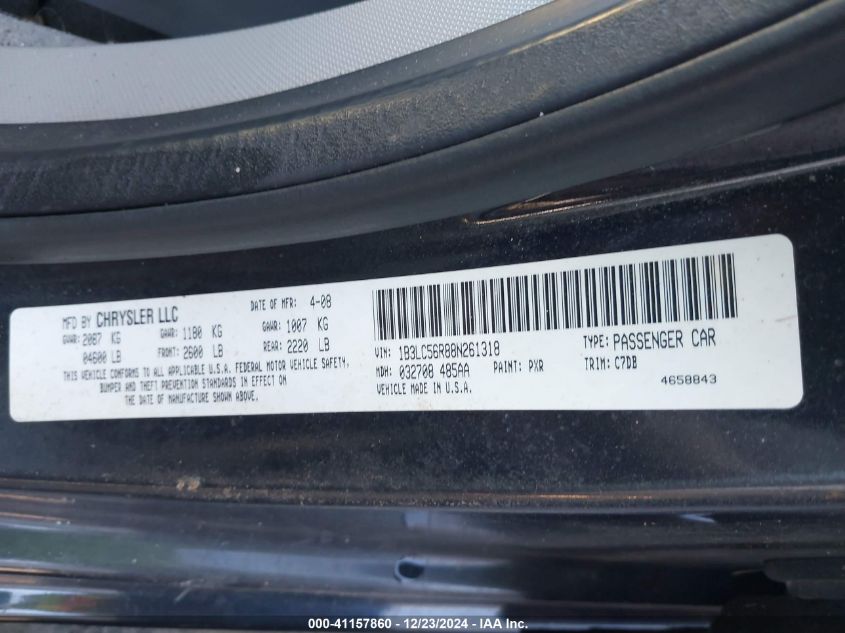 MFD BY CHRYSLER LLC DATE OF MFR: 4-08
GVWR: 2087 KG GAWR: 1180 KG GAWR: 1007 KG
04600 LB FRONT: 2600 LB REAR: 2220 LB
THIS VEHICLE CONFORMS TO ALL APPLICABLE U.S.A. FEDERAL MOTOR VEHICLE SAFETY,
BUMPER AND THEFT PREVENTION STANDARDS IN EFFECT ON
THE DATE OF MANUFACTURE SHOWN ABOVE.
VIN: 1B3LC56R88N261318 TYPE: PASSENGER CAR
MDH: 032708 485AA PAINT: PXR TRIM: C7DB
VEHICLE MADE IN U.S.A. 4658843
000-41157860 - 12/23/2024 - IAA Inc.